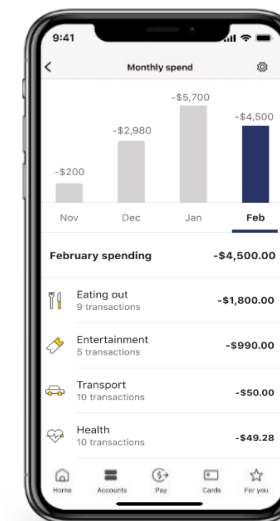 9:41
Monthly spend
-$5,700
-$4,500
-$2,980
-$200
Nov Dec Jan Feb
February spending -$4,500.00
Eating out
9 transactions
-$1,800.00
Entertainment
5 transactions
-$990.00
Transport
10 transactions
-$50.00
Health
10 transactions
-$49.28
Home Accounts Pay Cards For you